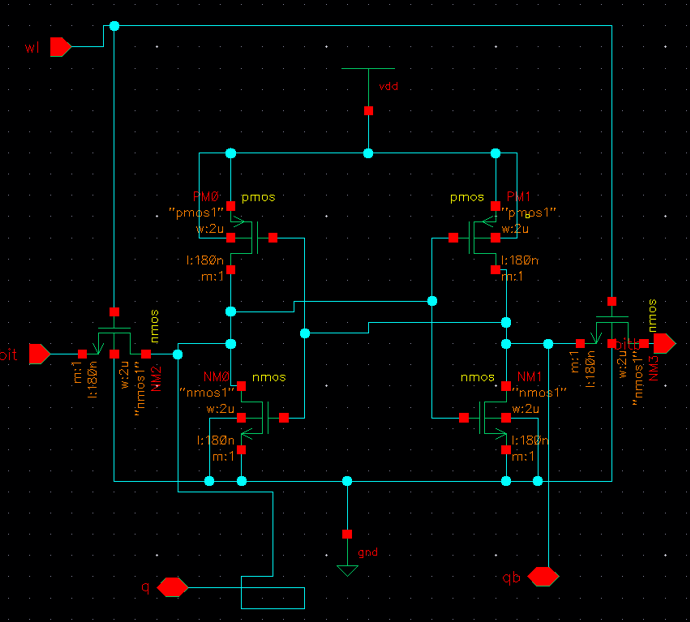 wl
vdd
PM0
pmos
"pmos1"
w:2u
l:180n
m:1
pmos
PM1
"pmos1"
w:2u
l:180n
m:1
bit
m:1
l:180n
w:2u
"nmos1"
NM2
nmos
NM0
nmos
"nmos1"
w:2u
l:180n
m:1
nmos
NM1
"nmos1"
w:2u
l:180n
m:1
m:1
l:180n
w:2u
"nmos1"
NM3
nmos
gnd
q
qb